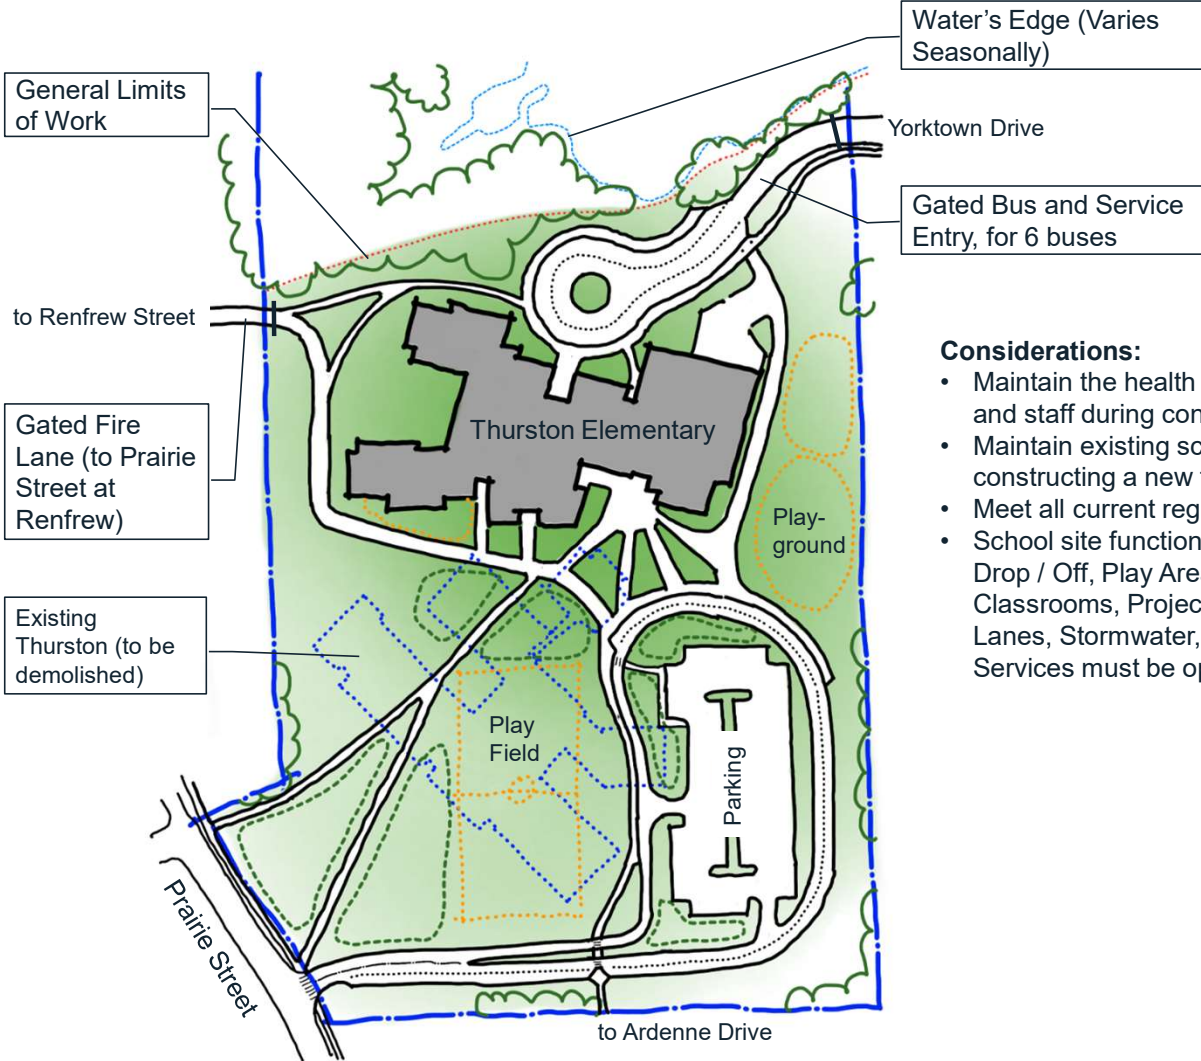 Water’s Edge (Varies
Seasonally)
General Limits
of Work
Yorktown Drive
Gated Bus and Service
Entry, for 6 buses
to Renfrew Street
Considerations:
• Maintain the health
and staff during con
• Maintain existing so
constructing a new
• Meet all current reg
• School site function
Drop / Off, Play Are
Classrooms, Projec
Lanes, Stormwater,
Services must be op
Gated Fire
Lane (to Prairie
Street at
Renfrew)
Thurston Elementary
Play-
ground
Existing
Thurston (to be
demolished)
Play
Field
Parking
Prairie Street
to Ardenne Drive